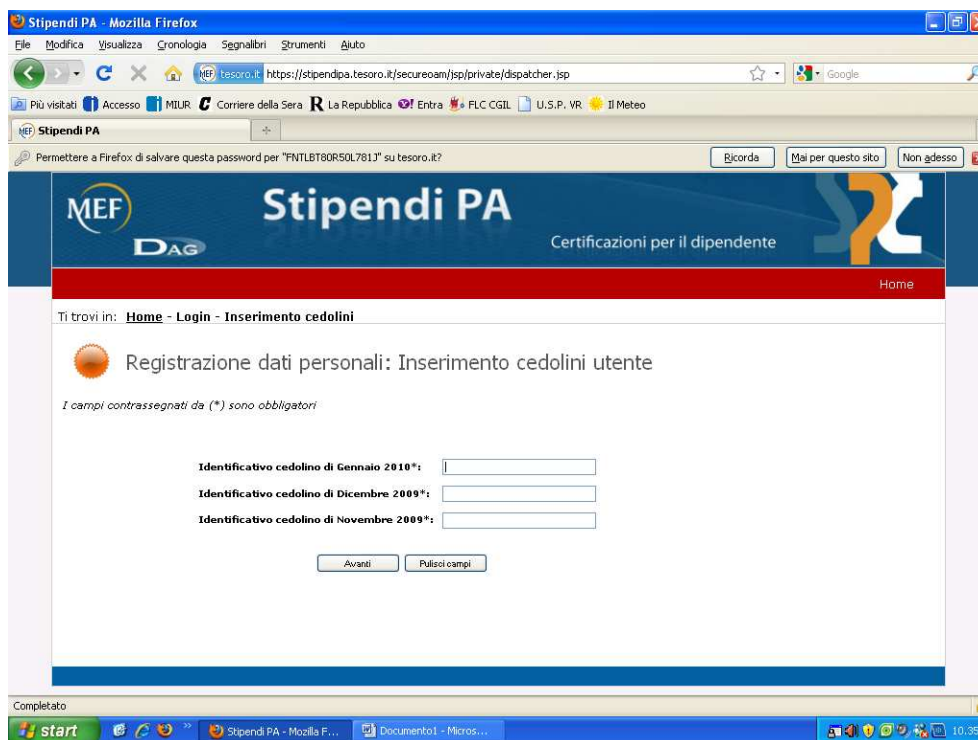 Stipendi PA - Mozilla Firefox
File Modifica Visualizza Cronologia Segnalibri Strumenti Aiuto
MEF tesoro.it https://stipendipa.tesoro.it/secureoam/jsp/private/dispatcher.jsp Google
Più visitati Accesso MIUR Corriere della Sera R La Repubblica Entra FLC CGIL U.S.P. VR Il Meteo
MEF Stipendi PA
Permettere a Firefox di salvare questa password per "FNTLBT80R50L781J" su tesoro.it? Ricorda Mai per questo sito Non adesso
MEF
DAG
Stipendi PA
Certificazioni per il dipendente
Home
Ti trovi in: Home - Login - Inserimento cedolini
Registrazione dati personali: Inserimento cedolini utente
I campi contrassegnati da (*) sono obbligatori
Identificativo cedolino di Gennaio 2010*:
Identificativo cedolino di Dicembre 2009*:
Identificativo cedolino di Novembre 2009*:
Avanti Pulisci campi
Completato
start Stipendi PA - Mozilla F... Documento1 - Micros...